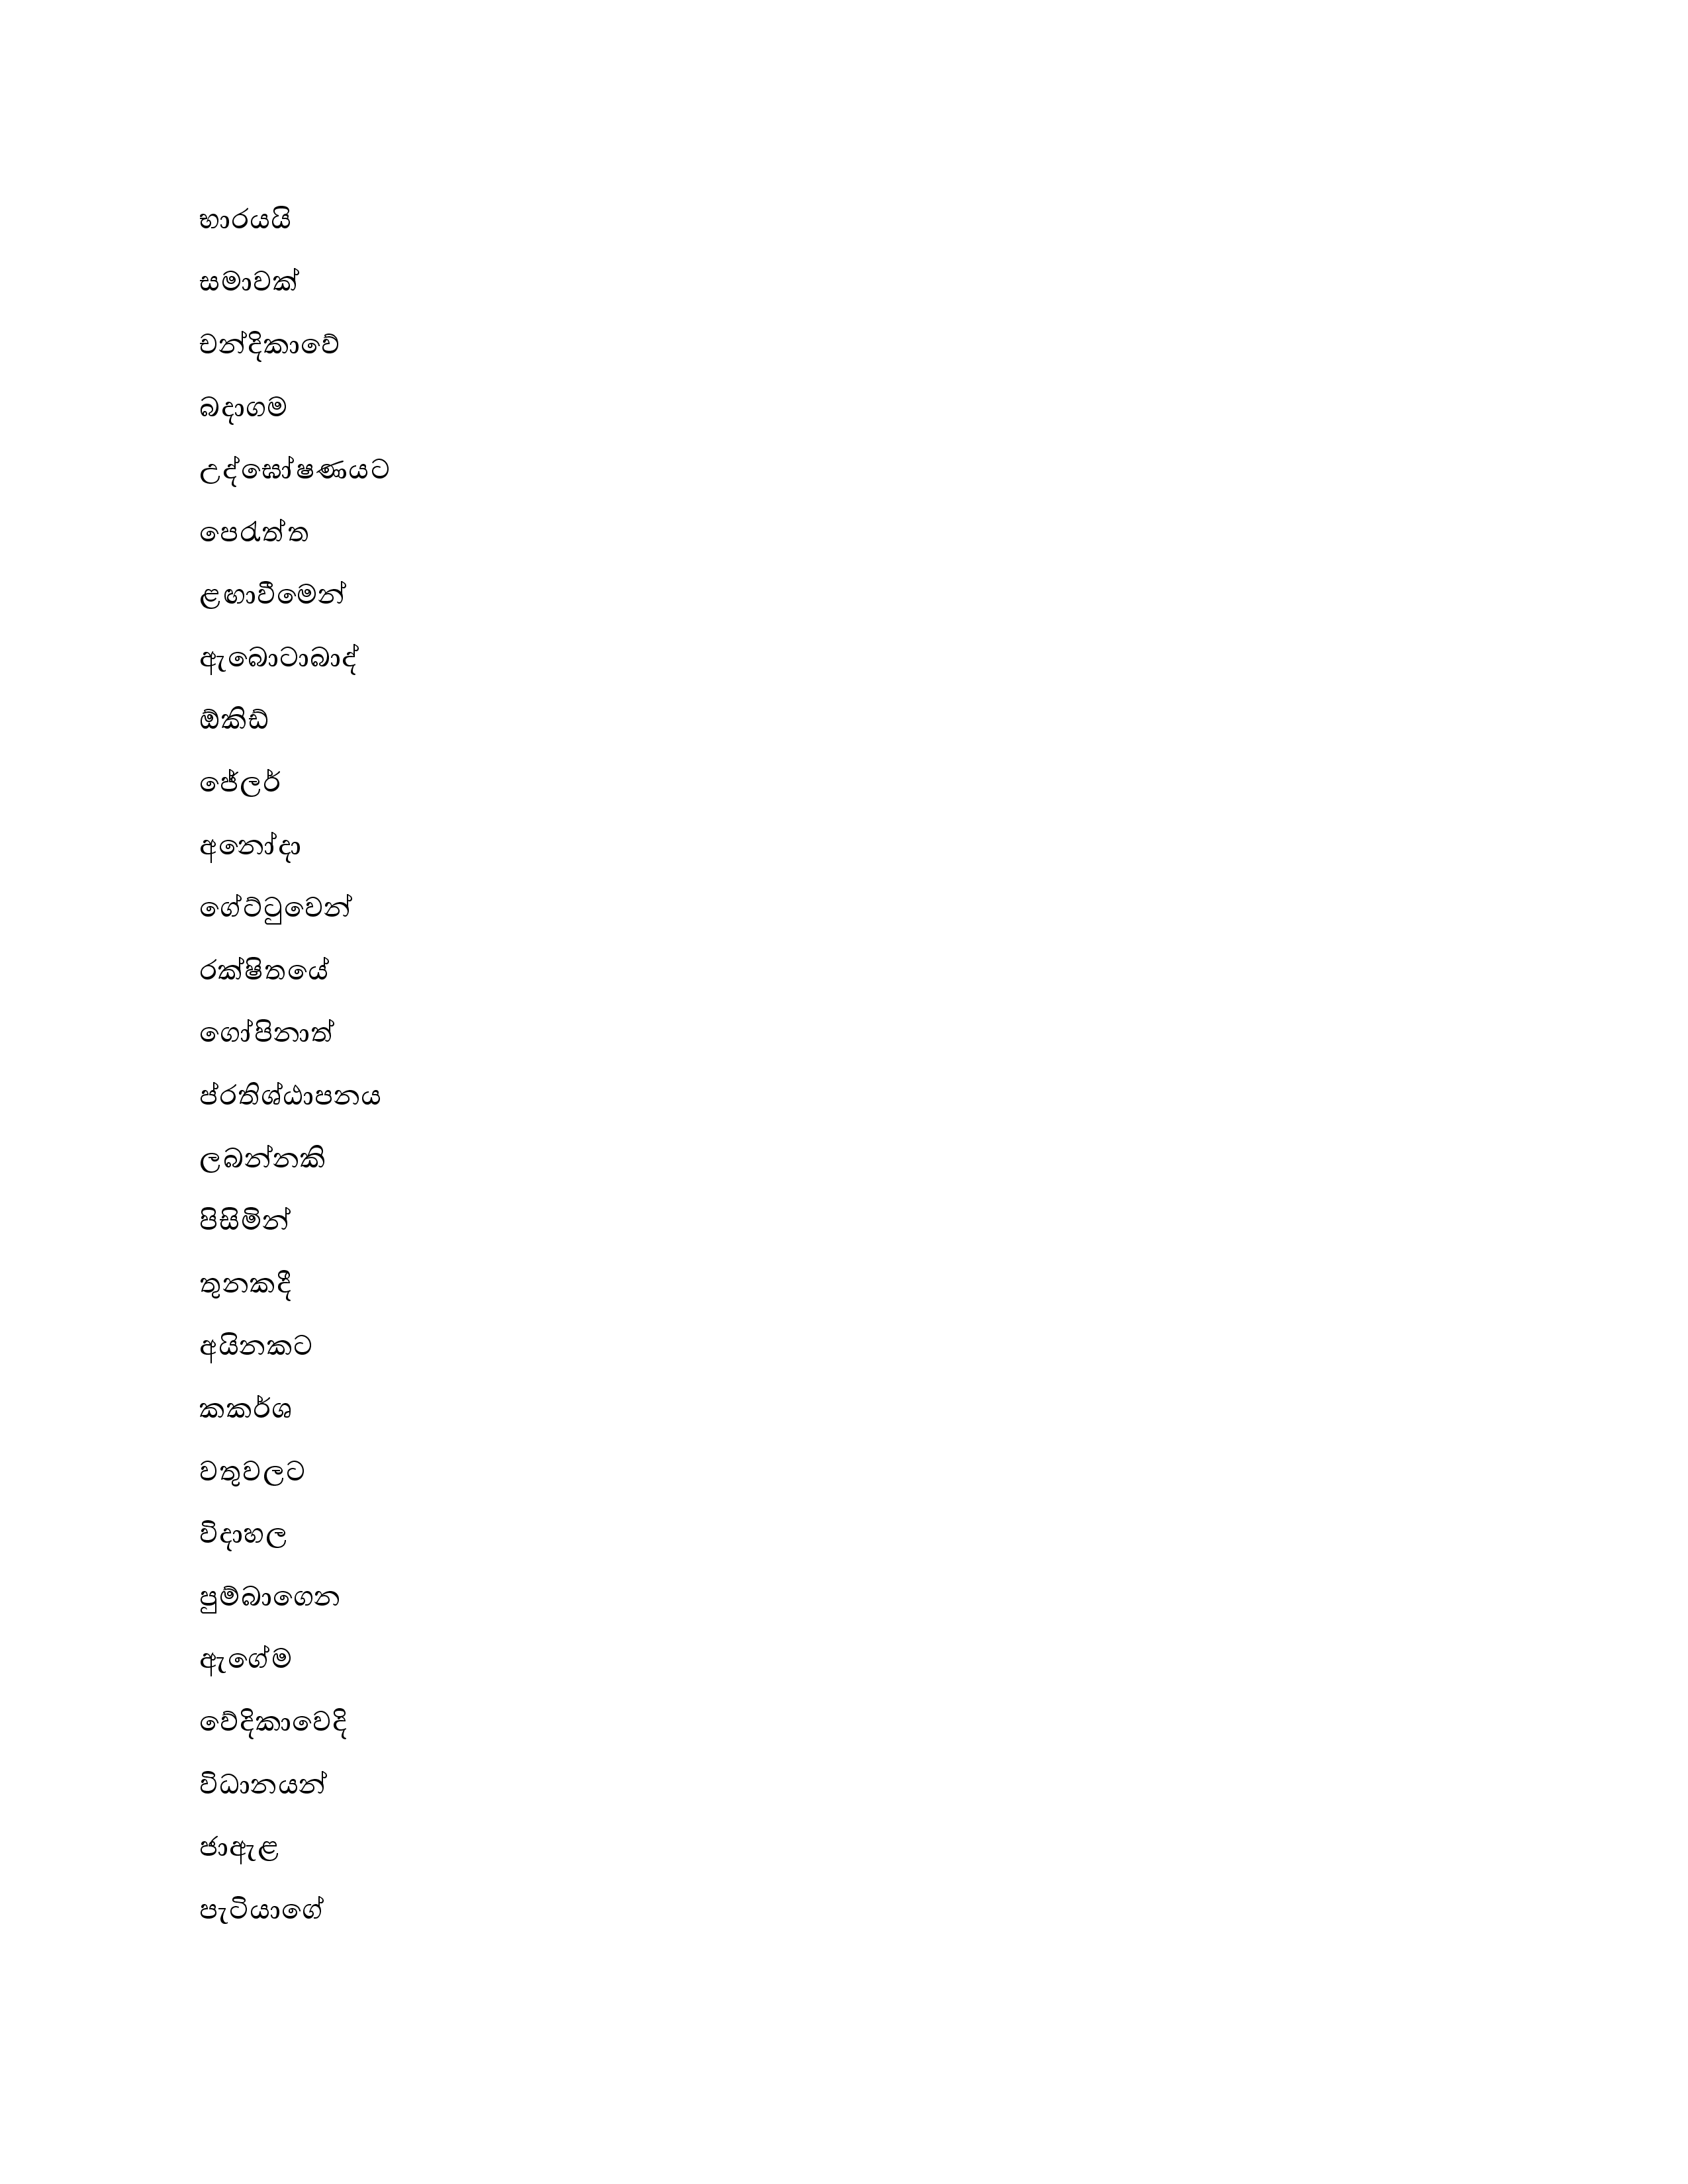 භාරයයි
සමාවක්
චන්දිකාවේ
බදාගම
උද්ඝෝෂණයට
පෙරැත්ත
ළඟාවීමෙන්
ඇබොටාබාද්
ඕකිඩ්
ජේලර්
අනෝදා
ගේට්ටුවෙන්
රක්ෂිතයේ
ගෝපිනාත්
ප්රතිශ්ඨාපනය
ලබන්නකි
පිසිමින්
තුනකදී
අයිනකට
කකර්ශ
වතුවලට
විදාහල
පුම්බාගෙන
ඇගේම
වේදිකාවෙදි
විධානයන්
ජාඇළ
පැටියාගේ